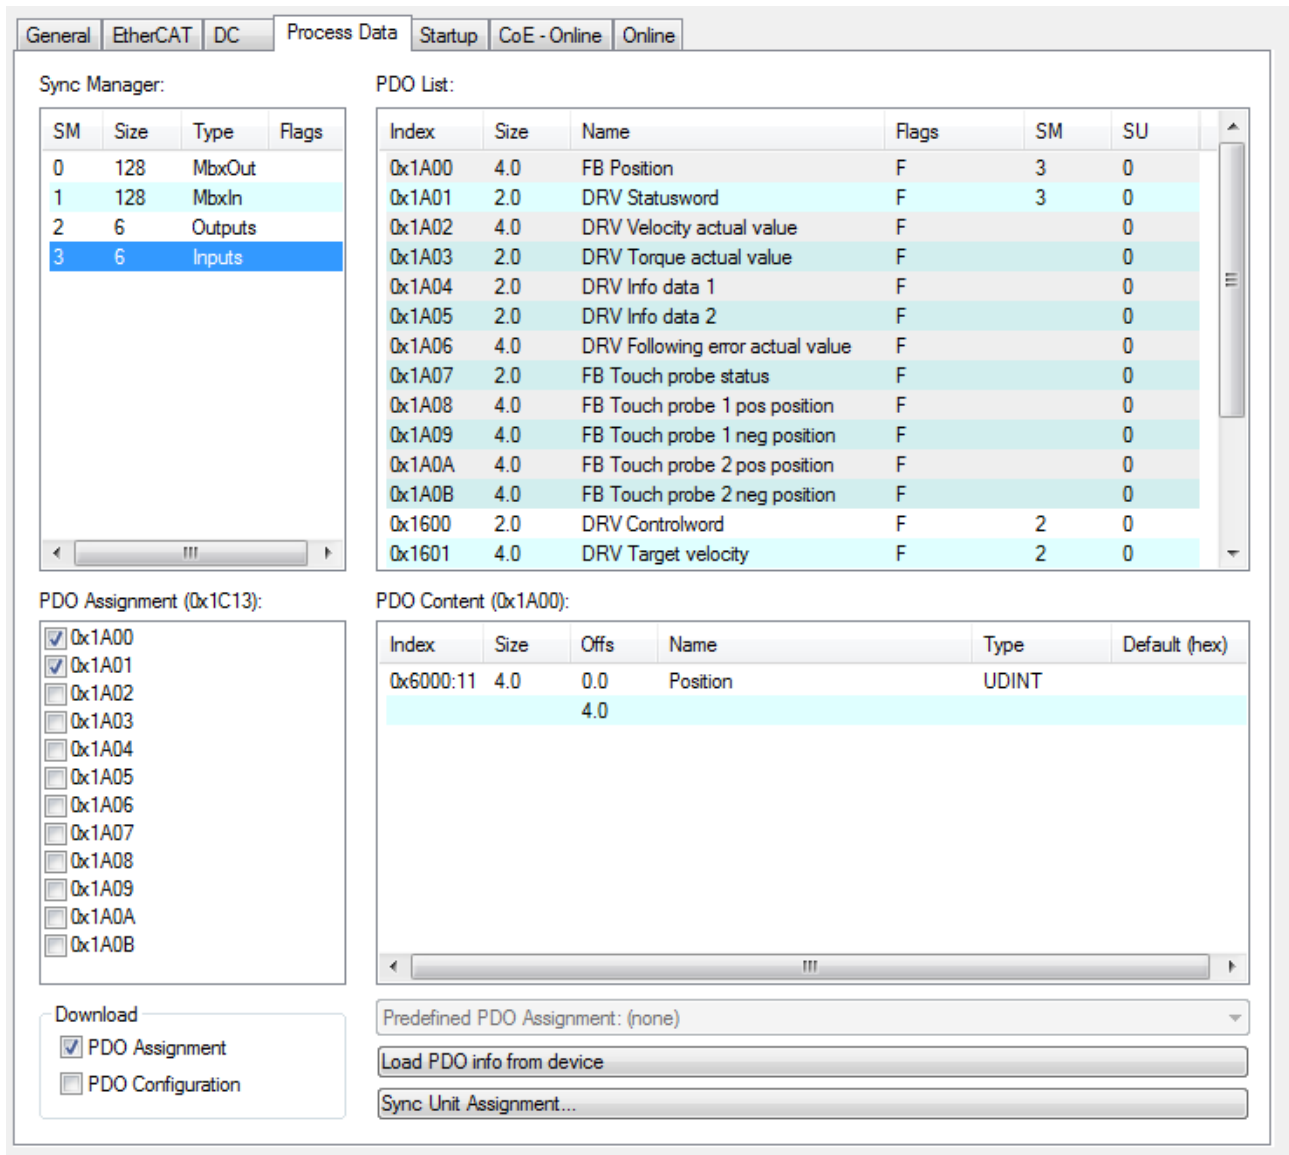 General EtherCAT DC Process Data Startup CoE - Online Online
Sync Manager:
SM Size Type Flags
0 128 MbxOut
1 128 MbxIn
2 6 Outputs
3 6 Inputs
PDO List:
Index Size Name Flags SM SU
0x1A00 4.0 FB Position F 3 0
0x1A01 2.0 DRV Statusword F 3 0
0x1A02 4.0 DRV Velocity actual value F 0
0x1A03 2.0 DRV Torque actual value F 0
0x1A04 2.0 DRV Info data 1 F 0
0x1A05 2.0 DRV Info data 2 F 0
0x1A06 4.0 DRV Following error actual value F 0
0x1A07 2.0 FB Touch probe status F 0
0x1A08 4.0 FB Touch probe 1 pos position F 0
0x1A09 4.0 FB Touch probe 1 neg position F 0
0x1A0A 4.0 FB Touch probe 2 pos position F 0
0x1A0B 4.0 FB Touch probe 2 neg position F 0
0x1600 2.0 DRV Controlword F 2 0
0x1601 4.0 DRV Target velocity F 2 0
PDO Assignment (0x1C13):
0x1A00
0x1A01
0x1A02
0x1A03
0x1A04
0x1A05
0x1A06
0x1A07
0x1A08
0x1A09
0x1A0A
0x1A0B
PDO Content (0x1A00):
Index Size Offs Name Type Default (hex)
0x6000:11 4.0 0.0 Position UDINT
4.0
Download
PDO Assignment
PDO Configuration
Predefined PDO Assignment: (none)
Load PDO info from device
Sync Unit Assignment...